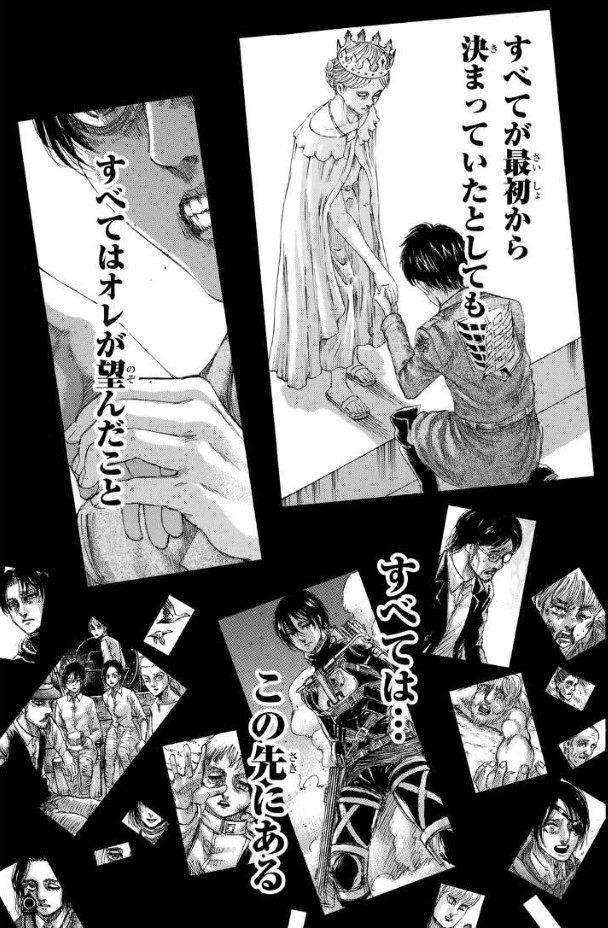 すべてが最初から
決まっていたとしても
すべてはオレが望んだこと
すべては…
この先にある